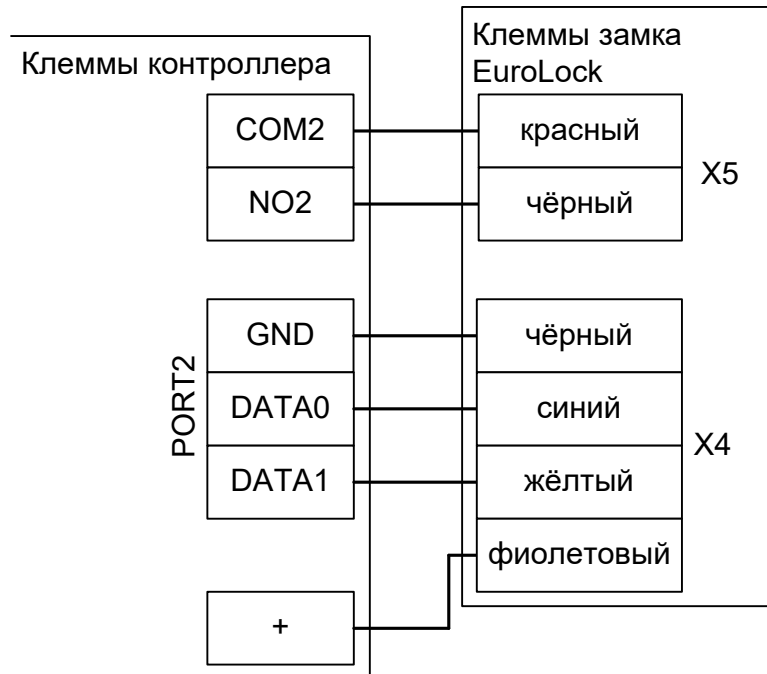 Клеммы контроллера
Клеммы замка
EuroLock
COM2
красный
NO2
чёрный
X5
PORT2
GND
чёрный
DATA0
синий
DATA1
жёлтый
X4
фиолетовый
+